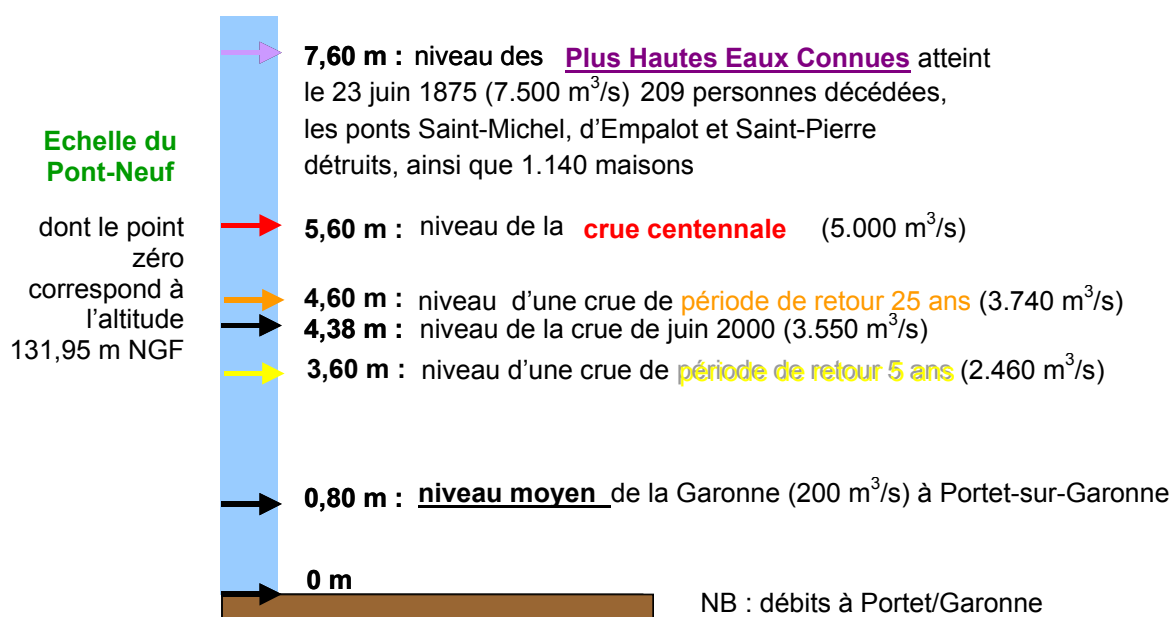 7,60 m : niveau des Plus Hautes Eaux Connues atteint
le 23 juin 1875 (7.500 m³/s) 209 personnes décédées,
les ponts Saint-Michel, d’Empalot et Saint-Pierre
détruits, ainsi que 1.140 maisons
Echelle du
Pont-Neuf
dont le point
zéro
correspond à
l’altitude
131,95 m NGF
5,60 m : niveau de la crue centennale (5.000 m³/s)
4,60 m : niveau d’une crue de période de retour 25 ans (3.740 m³/s)
4,38 m : niveau de la crue de juin 2000 (3.550 m³/s)
3,60 m : niveau d’une crue de période de retour 5 ans (2.460 m³/s)
0,80 m : niveau moyen de la Garonne (200 m³/s) à Portet-sur-Garonne
0 m
NB : débits à Portet/Garonne